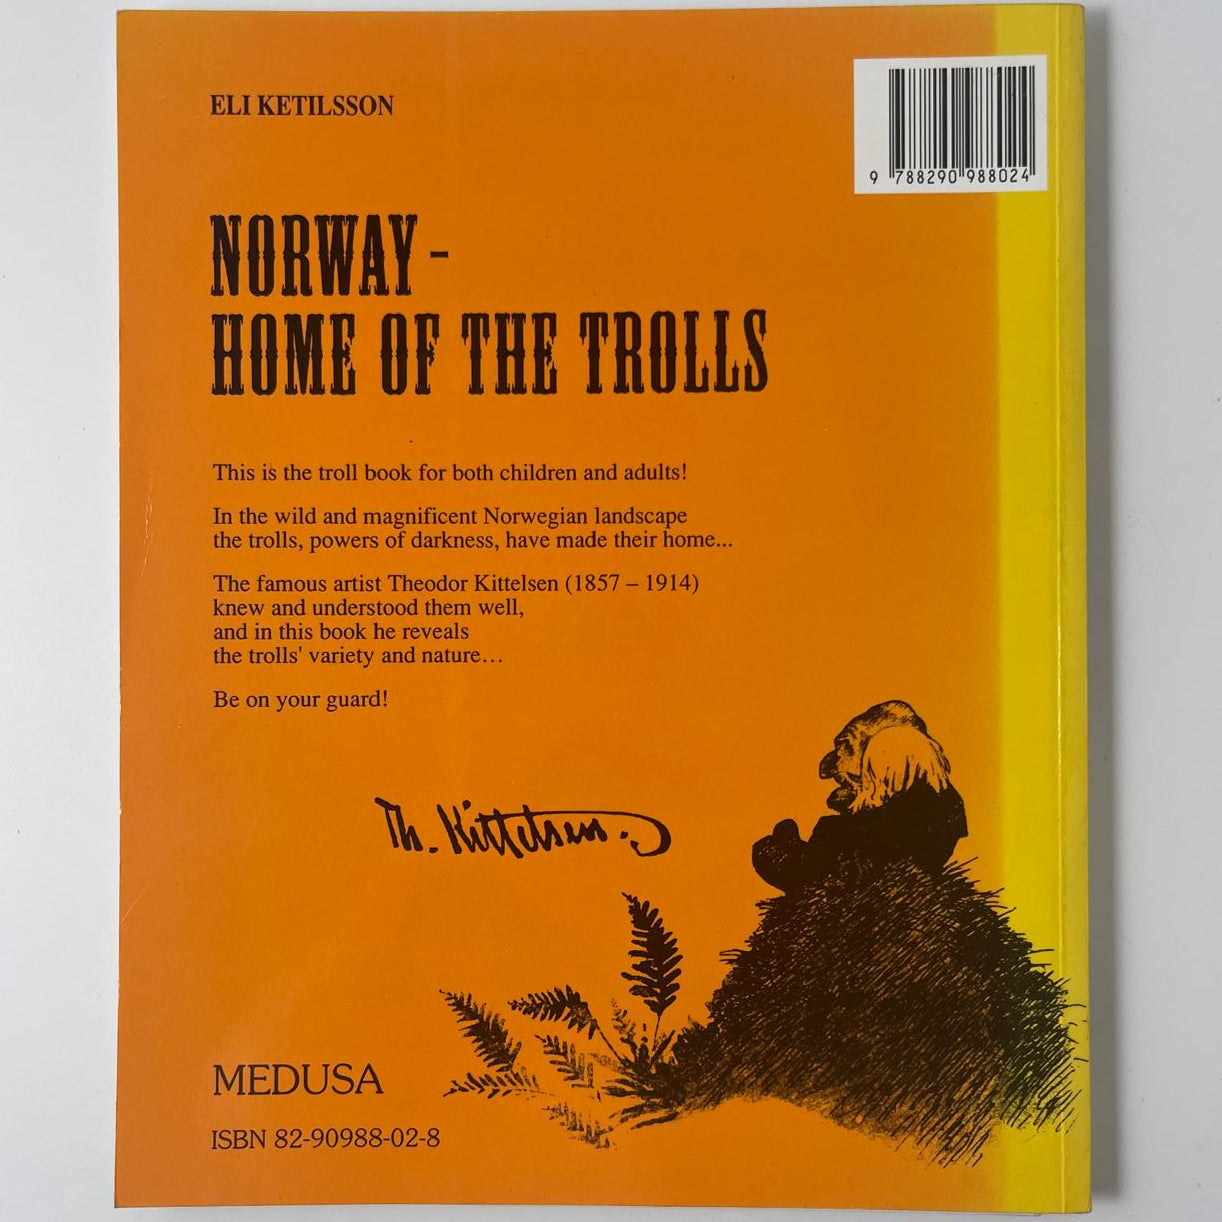 ELI KETILSSON
9 788290 988024
NORWAY -
HOME OF THE TROLLS
This is the troll book for both children and adults!
In the wild and magnificent Norwegian landscape
the trolls, powers of darkness, have made their home...
The famous artist Theodor Kittelsen (1857 – 1914)
knew and understood them well,
and in this book he reveals
the trolls' variety and nature...
Be on your guard!
Th. Kittelsen.
MEDUSA
ISBN 82-90988-02-8